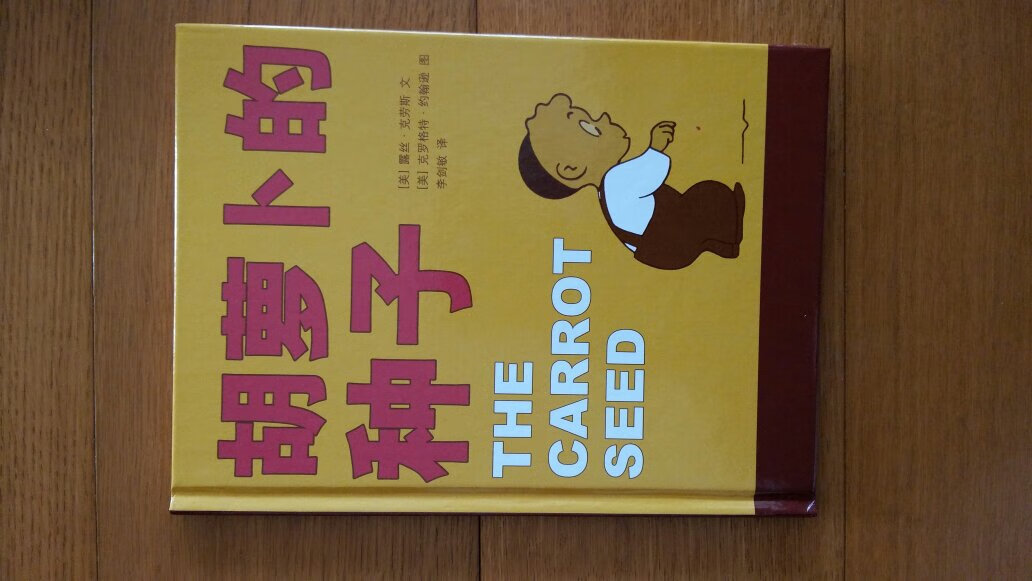 胡萝卜的
种子
[美] 露丝·克劳斯 文
[美] 克罗格特·约翰逊 图
李剑敏 译
THE
CARROT
SEED